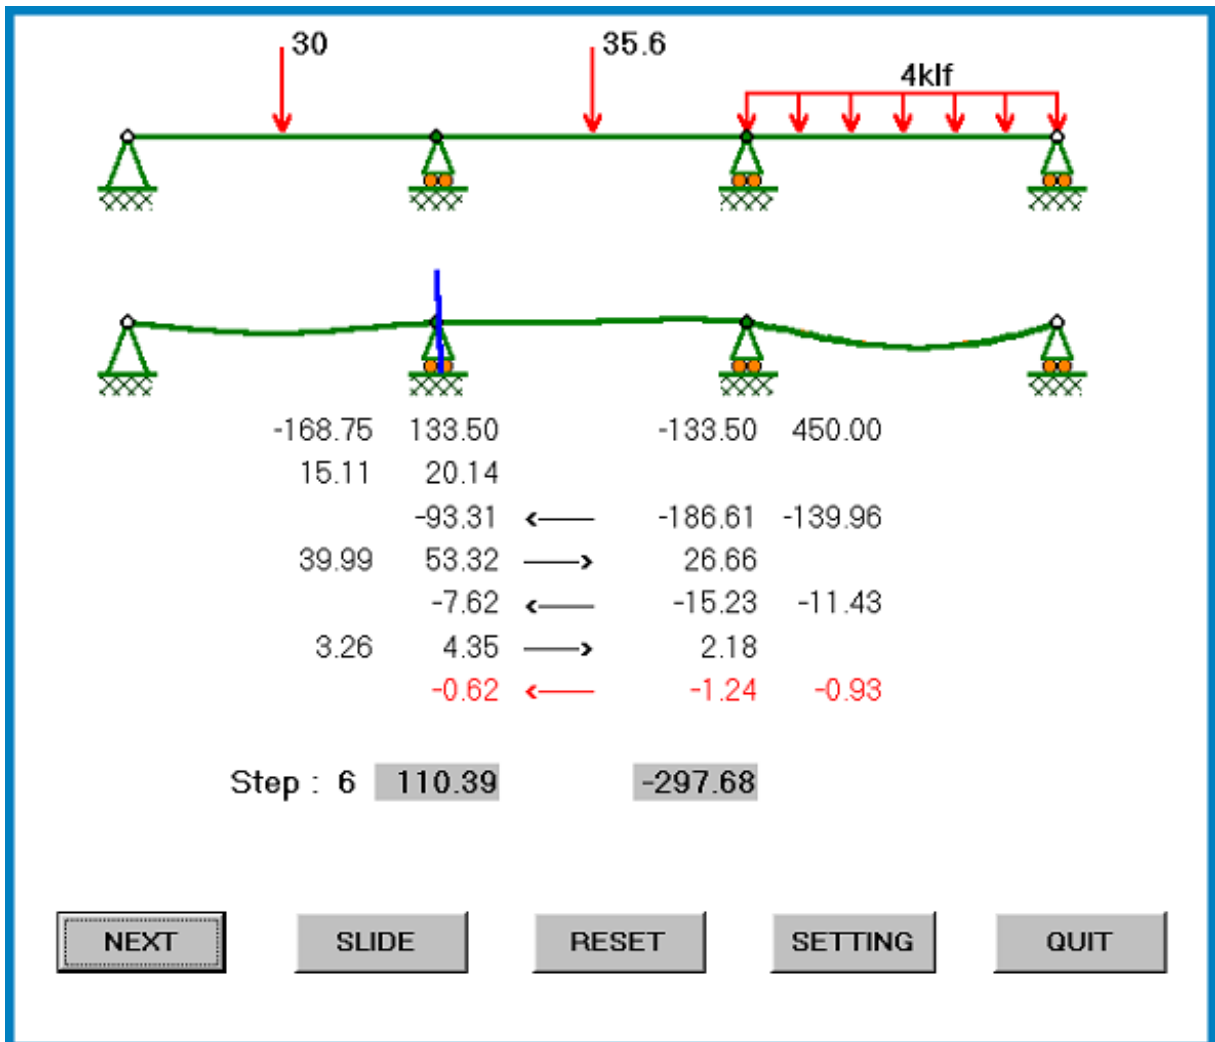 30 35.6
4klf
-168.75 133.50 -133.50 450.00
15.11 20.14
-93.31 <── -186.61 -139.96
39.99 53.32 ──> 26.66
-7.62 <── -15.23 -11.43
3.26 4.35 ──> 2.18
-0.62 <── -1.24 -0.93
Step : 6 110.39 -297.68
NEXT SLIDE RESET SETTING QUIT